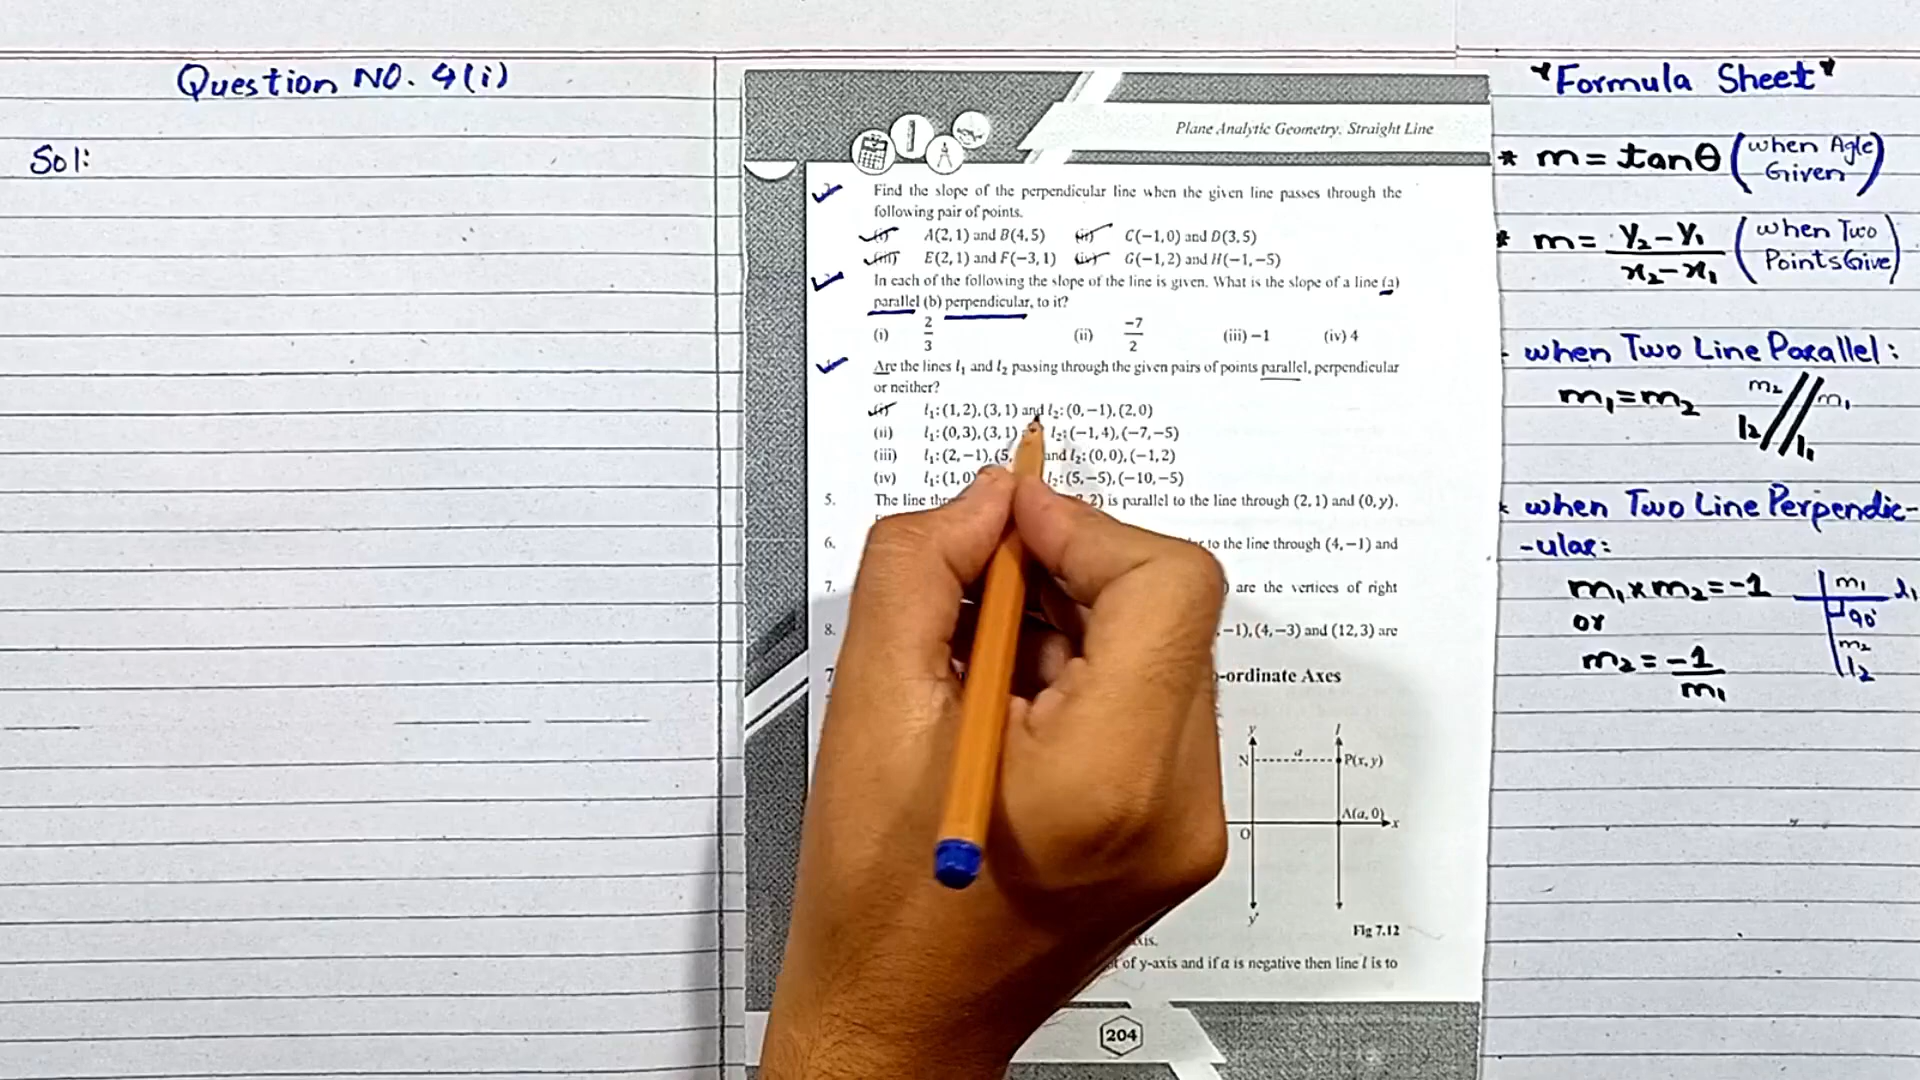 Question NO. 4(i)
Sol:
Plane Analytic Geometry. Straight Line
Find the slope of the perpendicular line when the given line passes through the
following pair of points.
(i) A(2, 1) and B(4, 5) (ii) C(−1, 0) and D(3, 5)
(iii) E(2, 1) and F(−3, 1) (iv) G(−1, 2) and H(−1, −5)
In each of the following the slope of the line is given. What is the slope of a line (a)
parallel (b) perpendicular, to it?
(i) 2/3 (ii) −7/2 (iii) −1 (iv) 4
Are the lines l₁ and l₂ passing through the given pairs of points parallel, perpendicular
or neither?
(i) l₁: (1, 2), (3, 1) and l₂: (0, −1), (2, 0)
(ii) l₁: (0, 3), (3, 1) l₂: (−1, 4), (−7, −5)
(iii) l₁: (2, −1), (5, and l₂: (0, 0), (−1, 2)
(iv) l₁: (1, 0) l₂: (5, −5), (−10, −5)
5. The line 2) is parallel to the line through (2, 1) and (0, y).
6. to the line through (4, −1) and
7. ) are the vertices of right
8. −1), (4, −3) and (12, 3) are
7 -ordinate Axes
y l
N a P(x, y)
A(a, 0)
O x
y'
Fig 7.12
of y-axis and if a is negative then line l is to
204
"Formula Sheet"
* m = tanθ (when Agle Given)
* m = y₂ − y₁ / x₂ − x₁ (when Two Points Give)
when Two Line Parallel:
m₁ = m₂ m₂ m₁
l₂ l₁
* when Two Line Perpendic-
-ular:
m₁ x m₂ = −1 m₁ l₁
or 90°
m₂ = −1/m₁ m₂
l₂